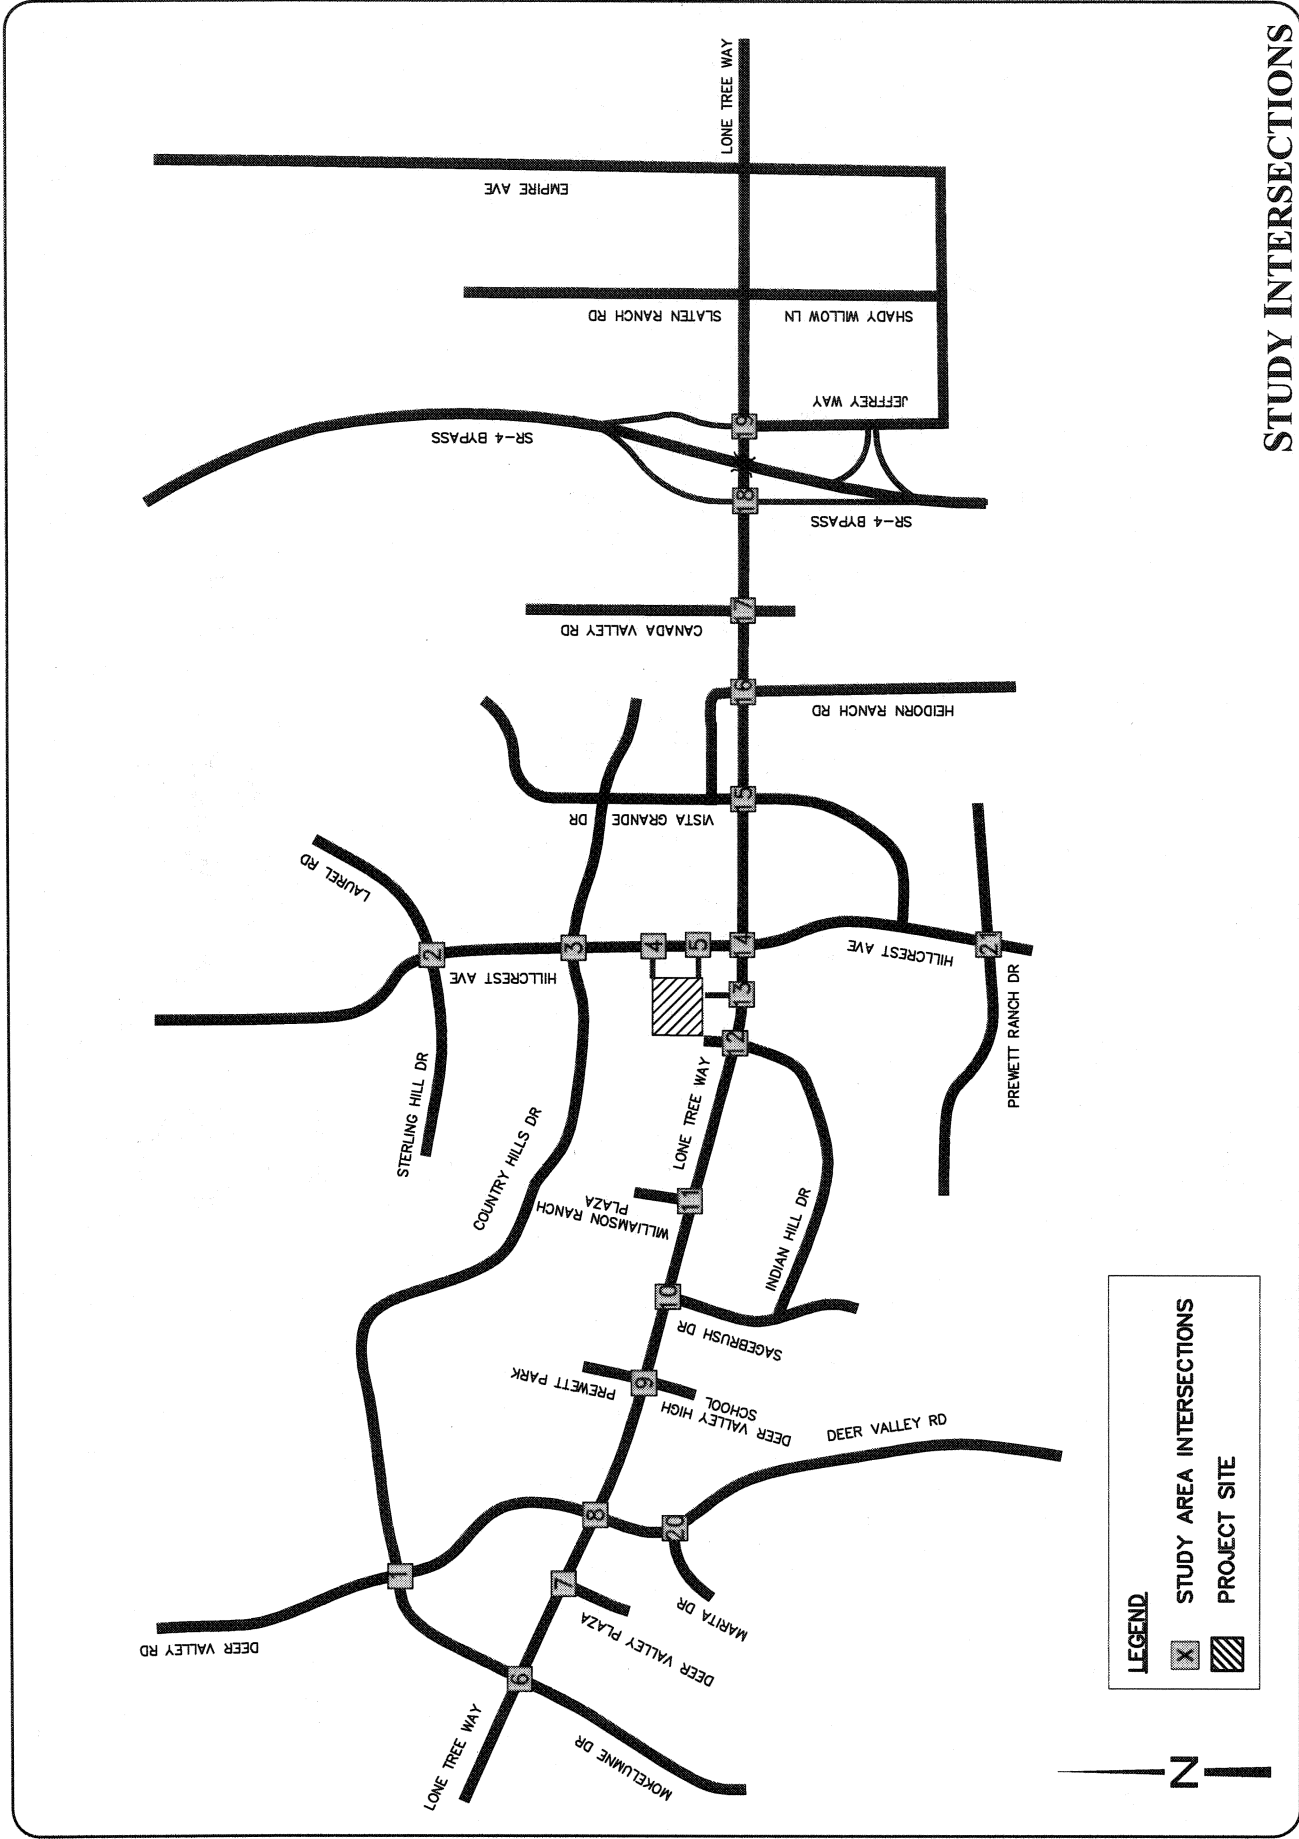 STUDY INTERSECTIONS
LONE TREE WAY
EMPIRE AVE
SLATEN RANCH RD
SHADY WILLOW LN
JEFFREY WAY
SR-4 BYPASS
19
18
SR-4 BYPASS
17
CANADA VALLEY RD
16
HEIDORN RANCH RD
15
VISTA GRANDE DR
LAUREL RD
2
3
4
5
14
HILLCREST AVE
HILLCREST AVE
21
PREWETT RANCH DR
13
12
STERLING HILL DR
COUNTRY HILLS DR
LONE TREE WAY
11
WILLIAMSON RANCH
PLAZA
INDIAN HILL DR
10
SAGEBRUSH DR
9
PREWETT PARK
DEER VALLEY HIGH
SCHOOL
DEER VALLEY RD
8
20
1
7
MARITA DR
DEER VALLEY PLAZA
DEER VALLEY RD
6
LONE TREE WAY
MOKELUMNE DR
LEGEND
X STUDY AREA INTERSECTIONS
PROJECT SITE
N